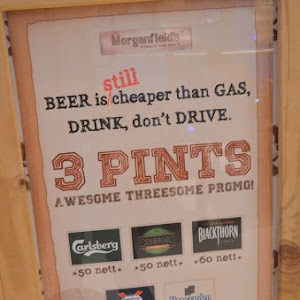 Morganfield's
still
BEER is cheaper than GAS,
DRINK, don't DRIVE.
3 PINTS
AWESOME THREESOME PROMO!
Carlsberg
BLACKTHORN
*50 nett* *50 nett* *60 nett*